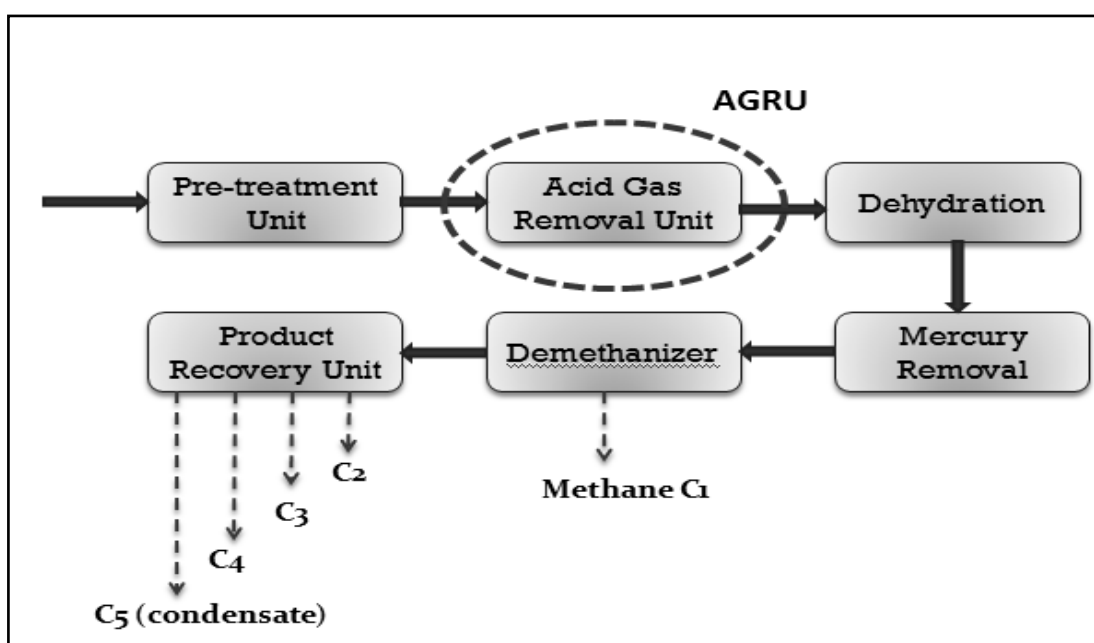 AGRU
Pre-treatment
Unit
Acid Gas
Removal Unit
Dehydration
Product
Recovery Unit
Demethanizer
Mercury
Removal
C2
Methane C1
C3
C4
C5 (condensate)